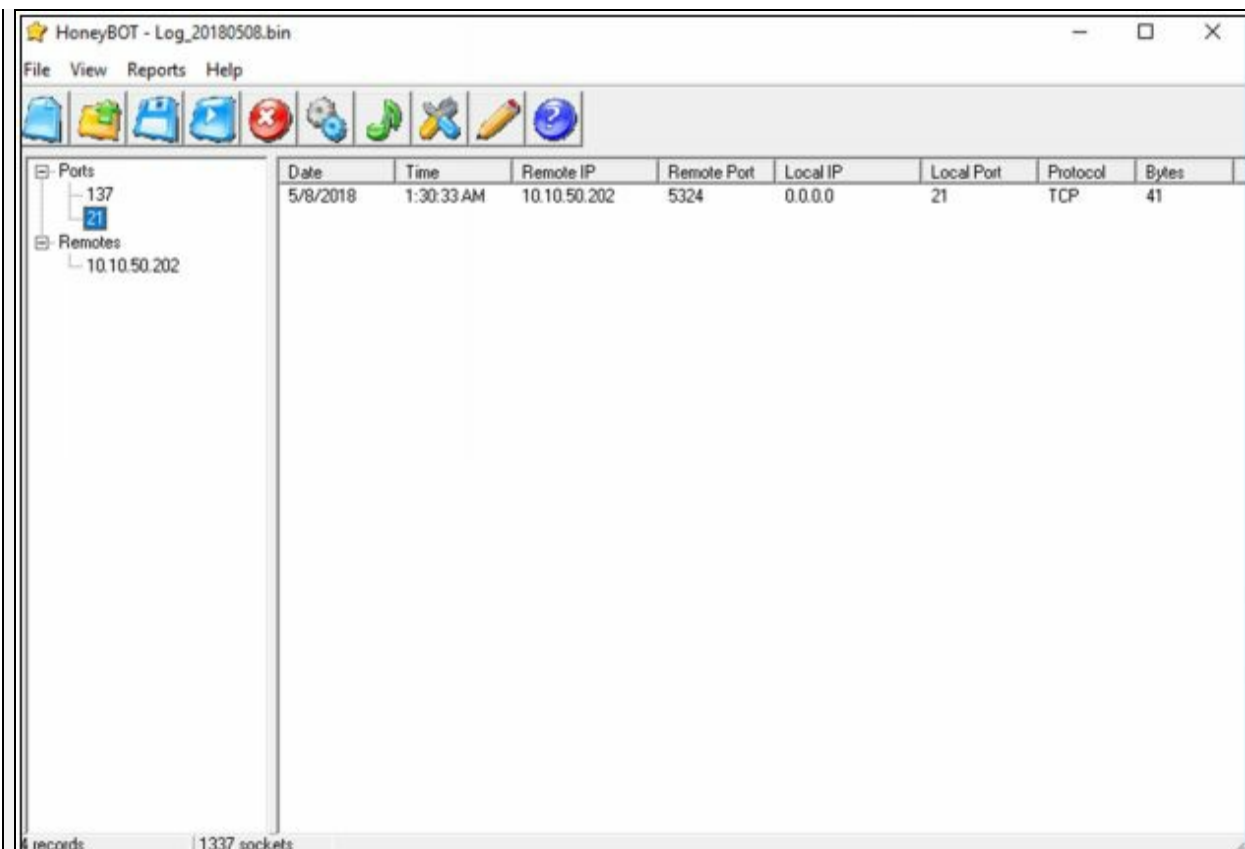 HoneyBOT - Log_20180508.bin
File View Reports Help
Ports
137
21
Remotes
10.10.50.202
Date Time Remote IP Remote Port Local IP Local Port Protocol Bytes
5/8/2018 1:30:33 AM 10.10.50.202 5324 0.0.0.0 21 TCP 41
4 records 1337 sockets